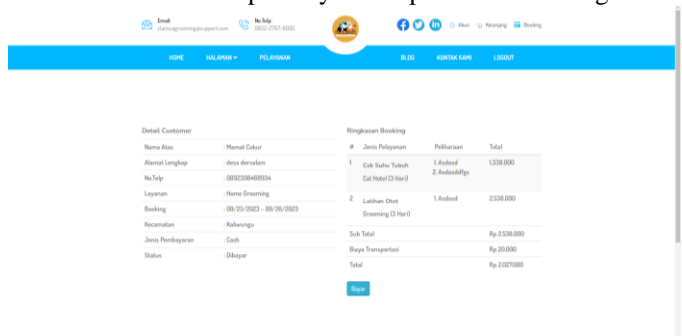 Email:
No.Telp:
0822-2707-6001
Akun
Keranjang
Booking
HOME
HALAMAN
PELAYANAN
BLOG
KONTAK KAMI
LOGOUT
Detail Customer
Nama Atas : Mamat Cukur
Alamat Lengkap : desa dersalam
No.Telp
Layanan : Home Grooming
Booking : 09/23/2023 - 09/26/2023
Kecamatan : Kaliwungu
Jenis Pembayaran : Cash
Status : Dibayar
Ringkasan Booking
# Jenis Pelayanan Peliharaan Total
1 Cek Suhu Tubuh 1. Asdasd 1.338.000
Cat Hotel (3 Hari) 2. Asdasddfgs
2 Latihan Otot 1. Asdasd 2.538.000
Grooming (3 Hari)
Sub Total Rp 2.538.000
Biaya Transportasi Rp 20.000
Total Rp 2.027.000
Bayar